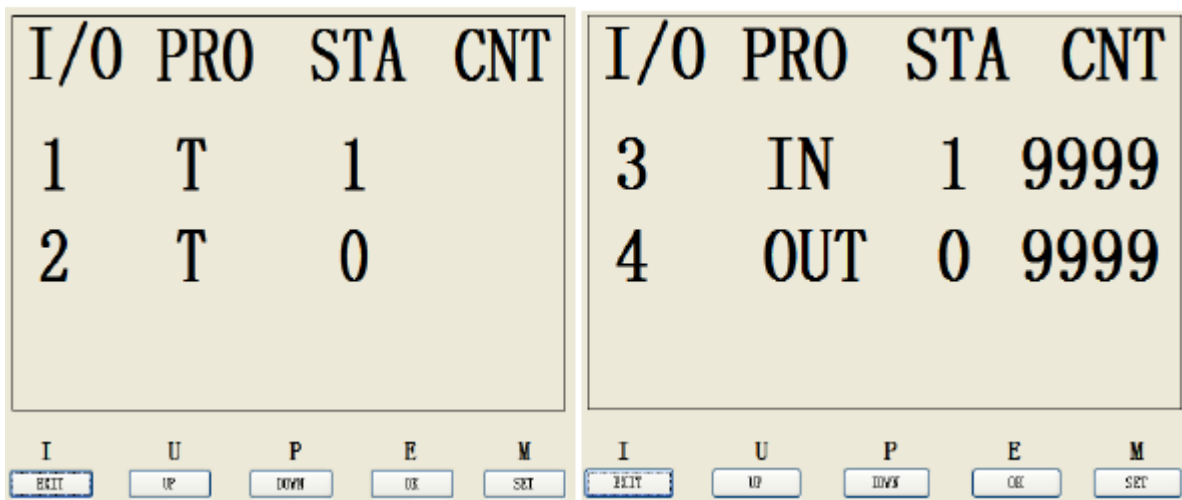 I/O PRO STA CNT
1 T 1
2 T 0
I U P E M
EXIT UP DOWN OK SET
I/O PRO STA CNT
3 IN 1 9999
4 OUT 0 9999
I U P E M
EXIT UP DOWN OK SET